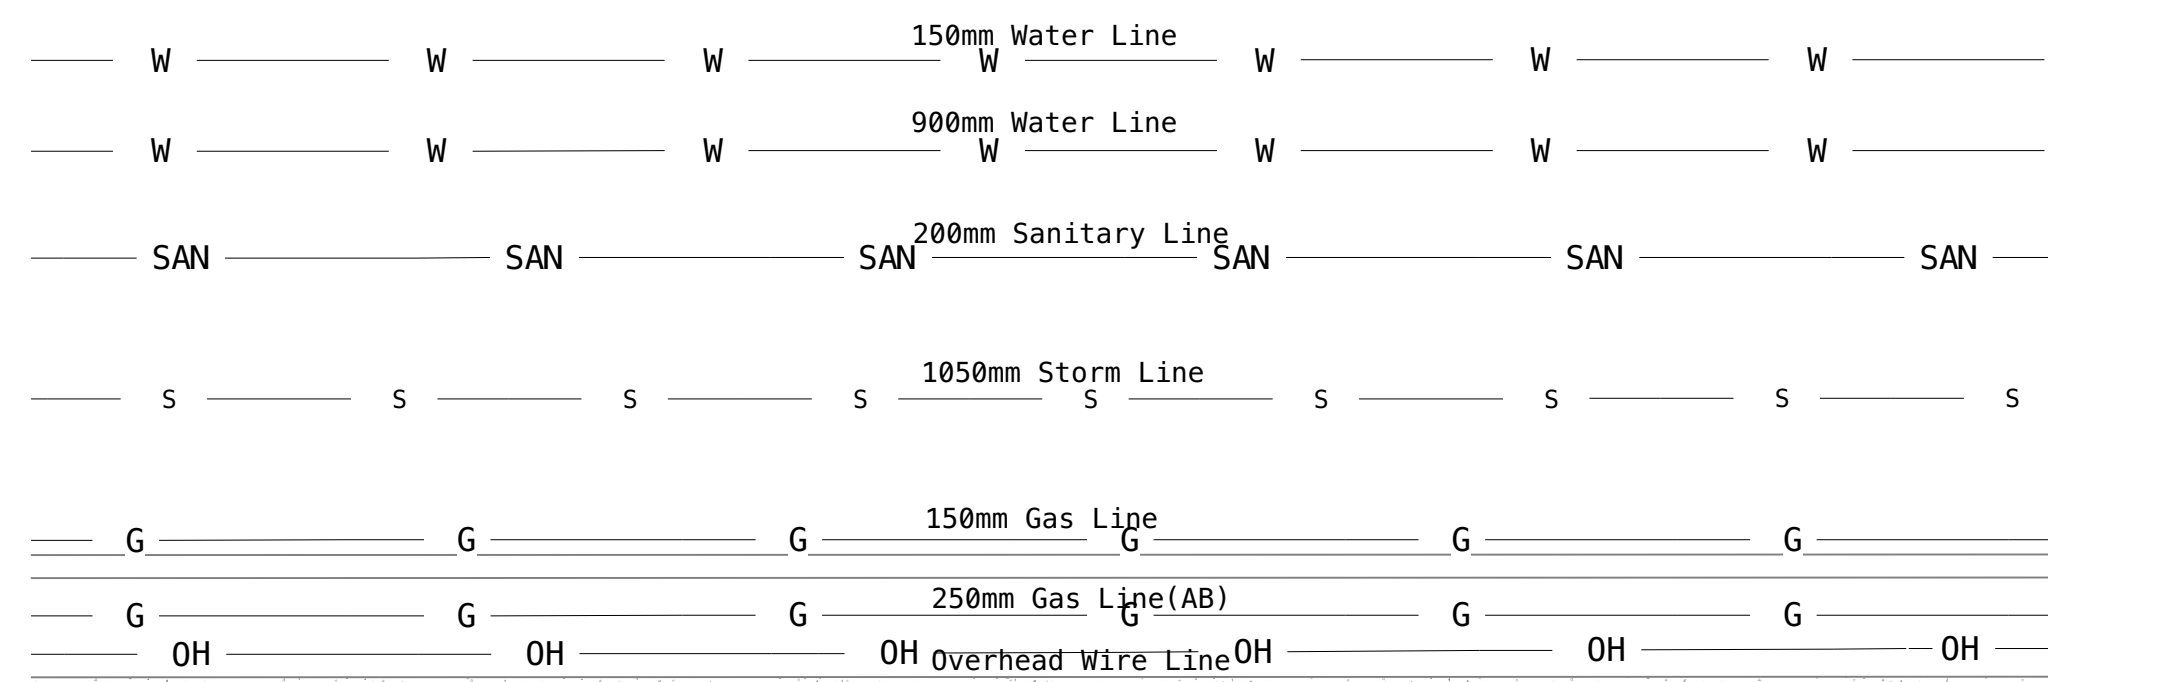 150mm Water Line
W W W W W W W
900mm Water Line
W W W W W W W
200mm Sanitary Line
SAN SAN SAN SAN SAN SAN
1050mm Storm Line
S S S S S S S S S
150mm Gas Line
G G G G G G
250mm Gas Line(AB)
G G G G G G
OH OH OH OH OH OH
Overhead Wire Line